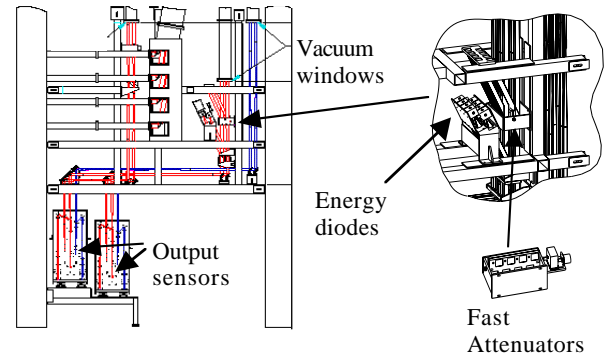 Vacuum
windows
Energy
diodes
Output
sensors
Fast
Attenuators